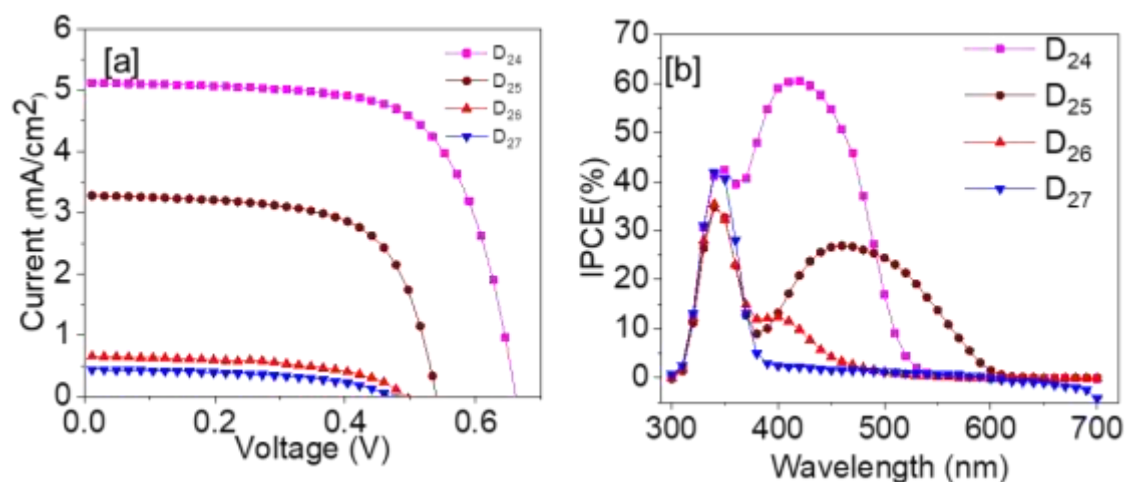 [a]
D24
D25
D26
D27
6
5
4
3
2
1
0
Current (mA/cm2)
0.0 0.2 0.4 0.6
Voltage (V)
[b]
D24
D25
D26
D27
70
60
50
40
30
20
10
0
IPCE(%)
300 400 500 600 700
Wavelength (nm)